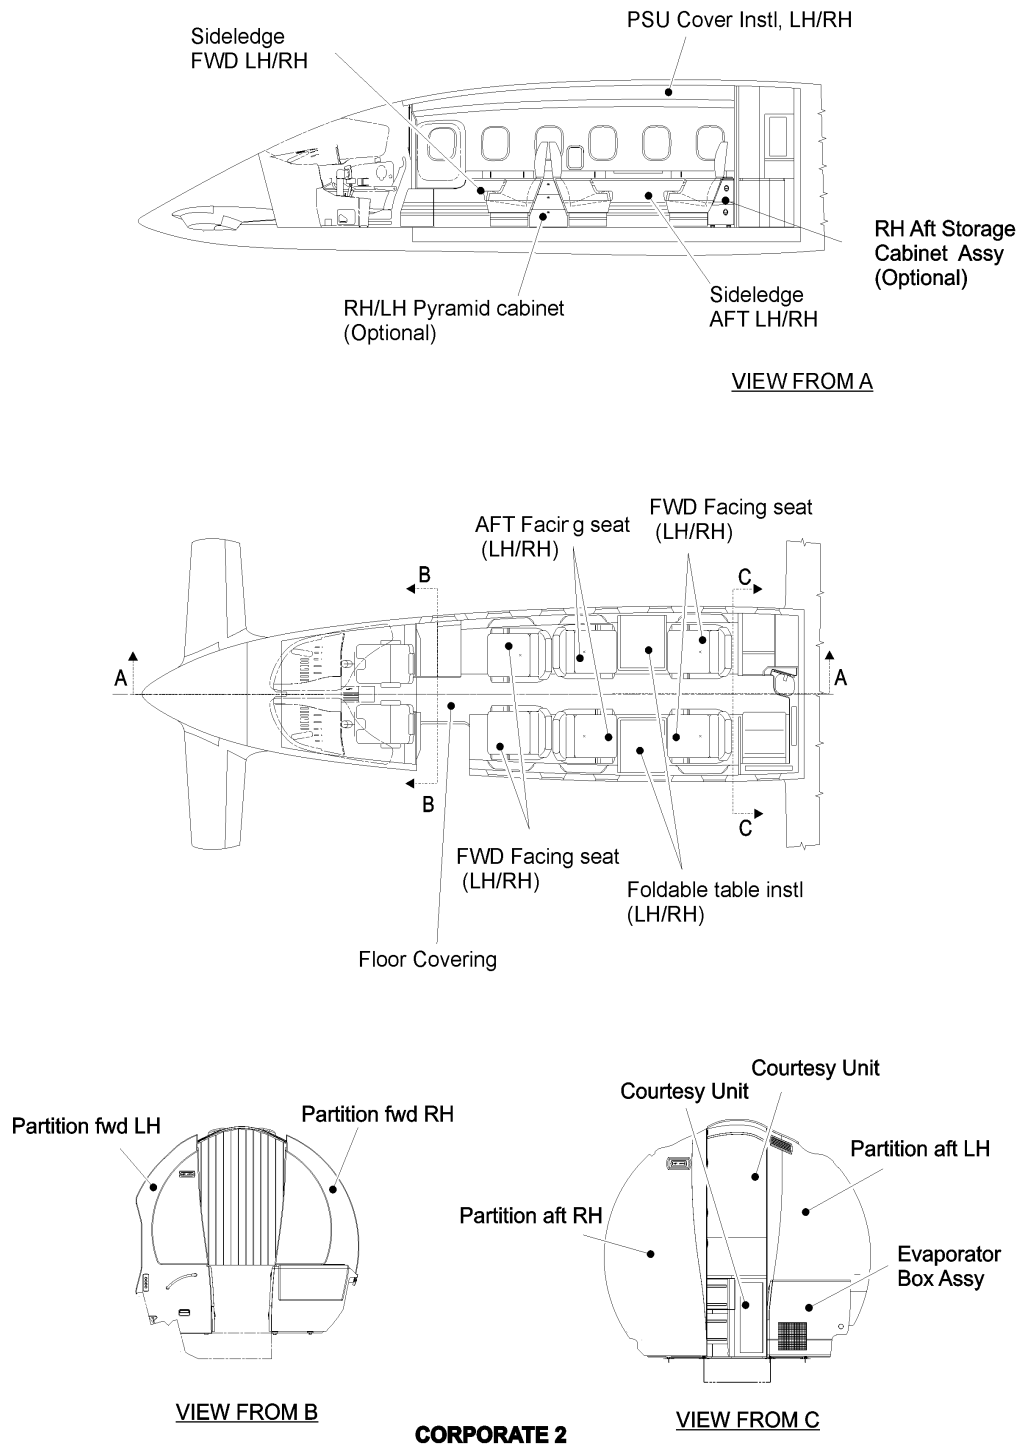 PSU Cover Instl, LH/RH
Sideledge
FWD LH/RH
RH Aft Storage
Cabinet Assy
(Optional)
Sideledge
AFT LH/RH
RH/LH Pyramid cabinet
(Optional)
VIEW FROM A
FWD Facing seat
(LH/RH)
AFT Facing seat
(LH/RH)
B
C
A
A
B
C
FWD Facing seat
(LH/RH)
Foldable table instl
(LH/RH)
Floor Covering
Courtesy Unit
Courtesy Unit
Partition fwd RH
Partition fwd LH
Partition aft LH
Partition aft RH
Evaporator
Box Assy
VIEW FROM B
VIEW FROM C
CORPORATE 2